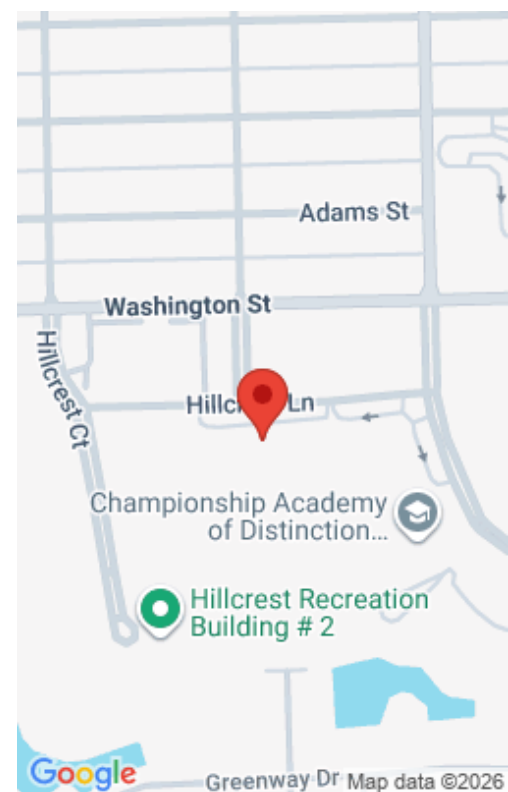 Adams St
Washington St
Hillcrest Ct
Ln
Championship Academy
of Distinction...
Hillcrest Recreation
Building # 2
Google
Greenway Dr
Map data ©2026